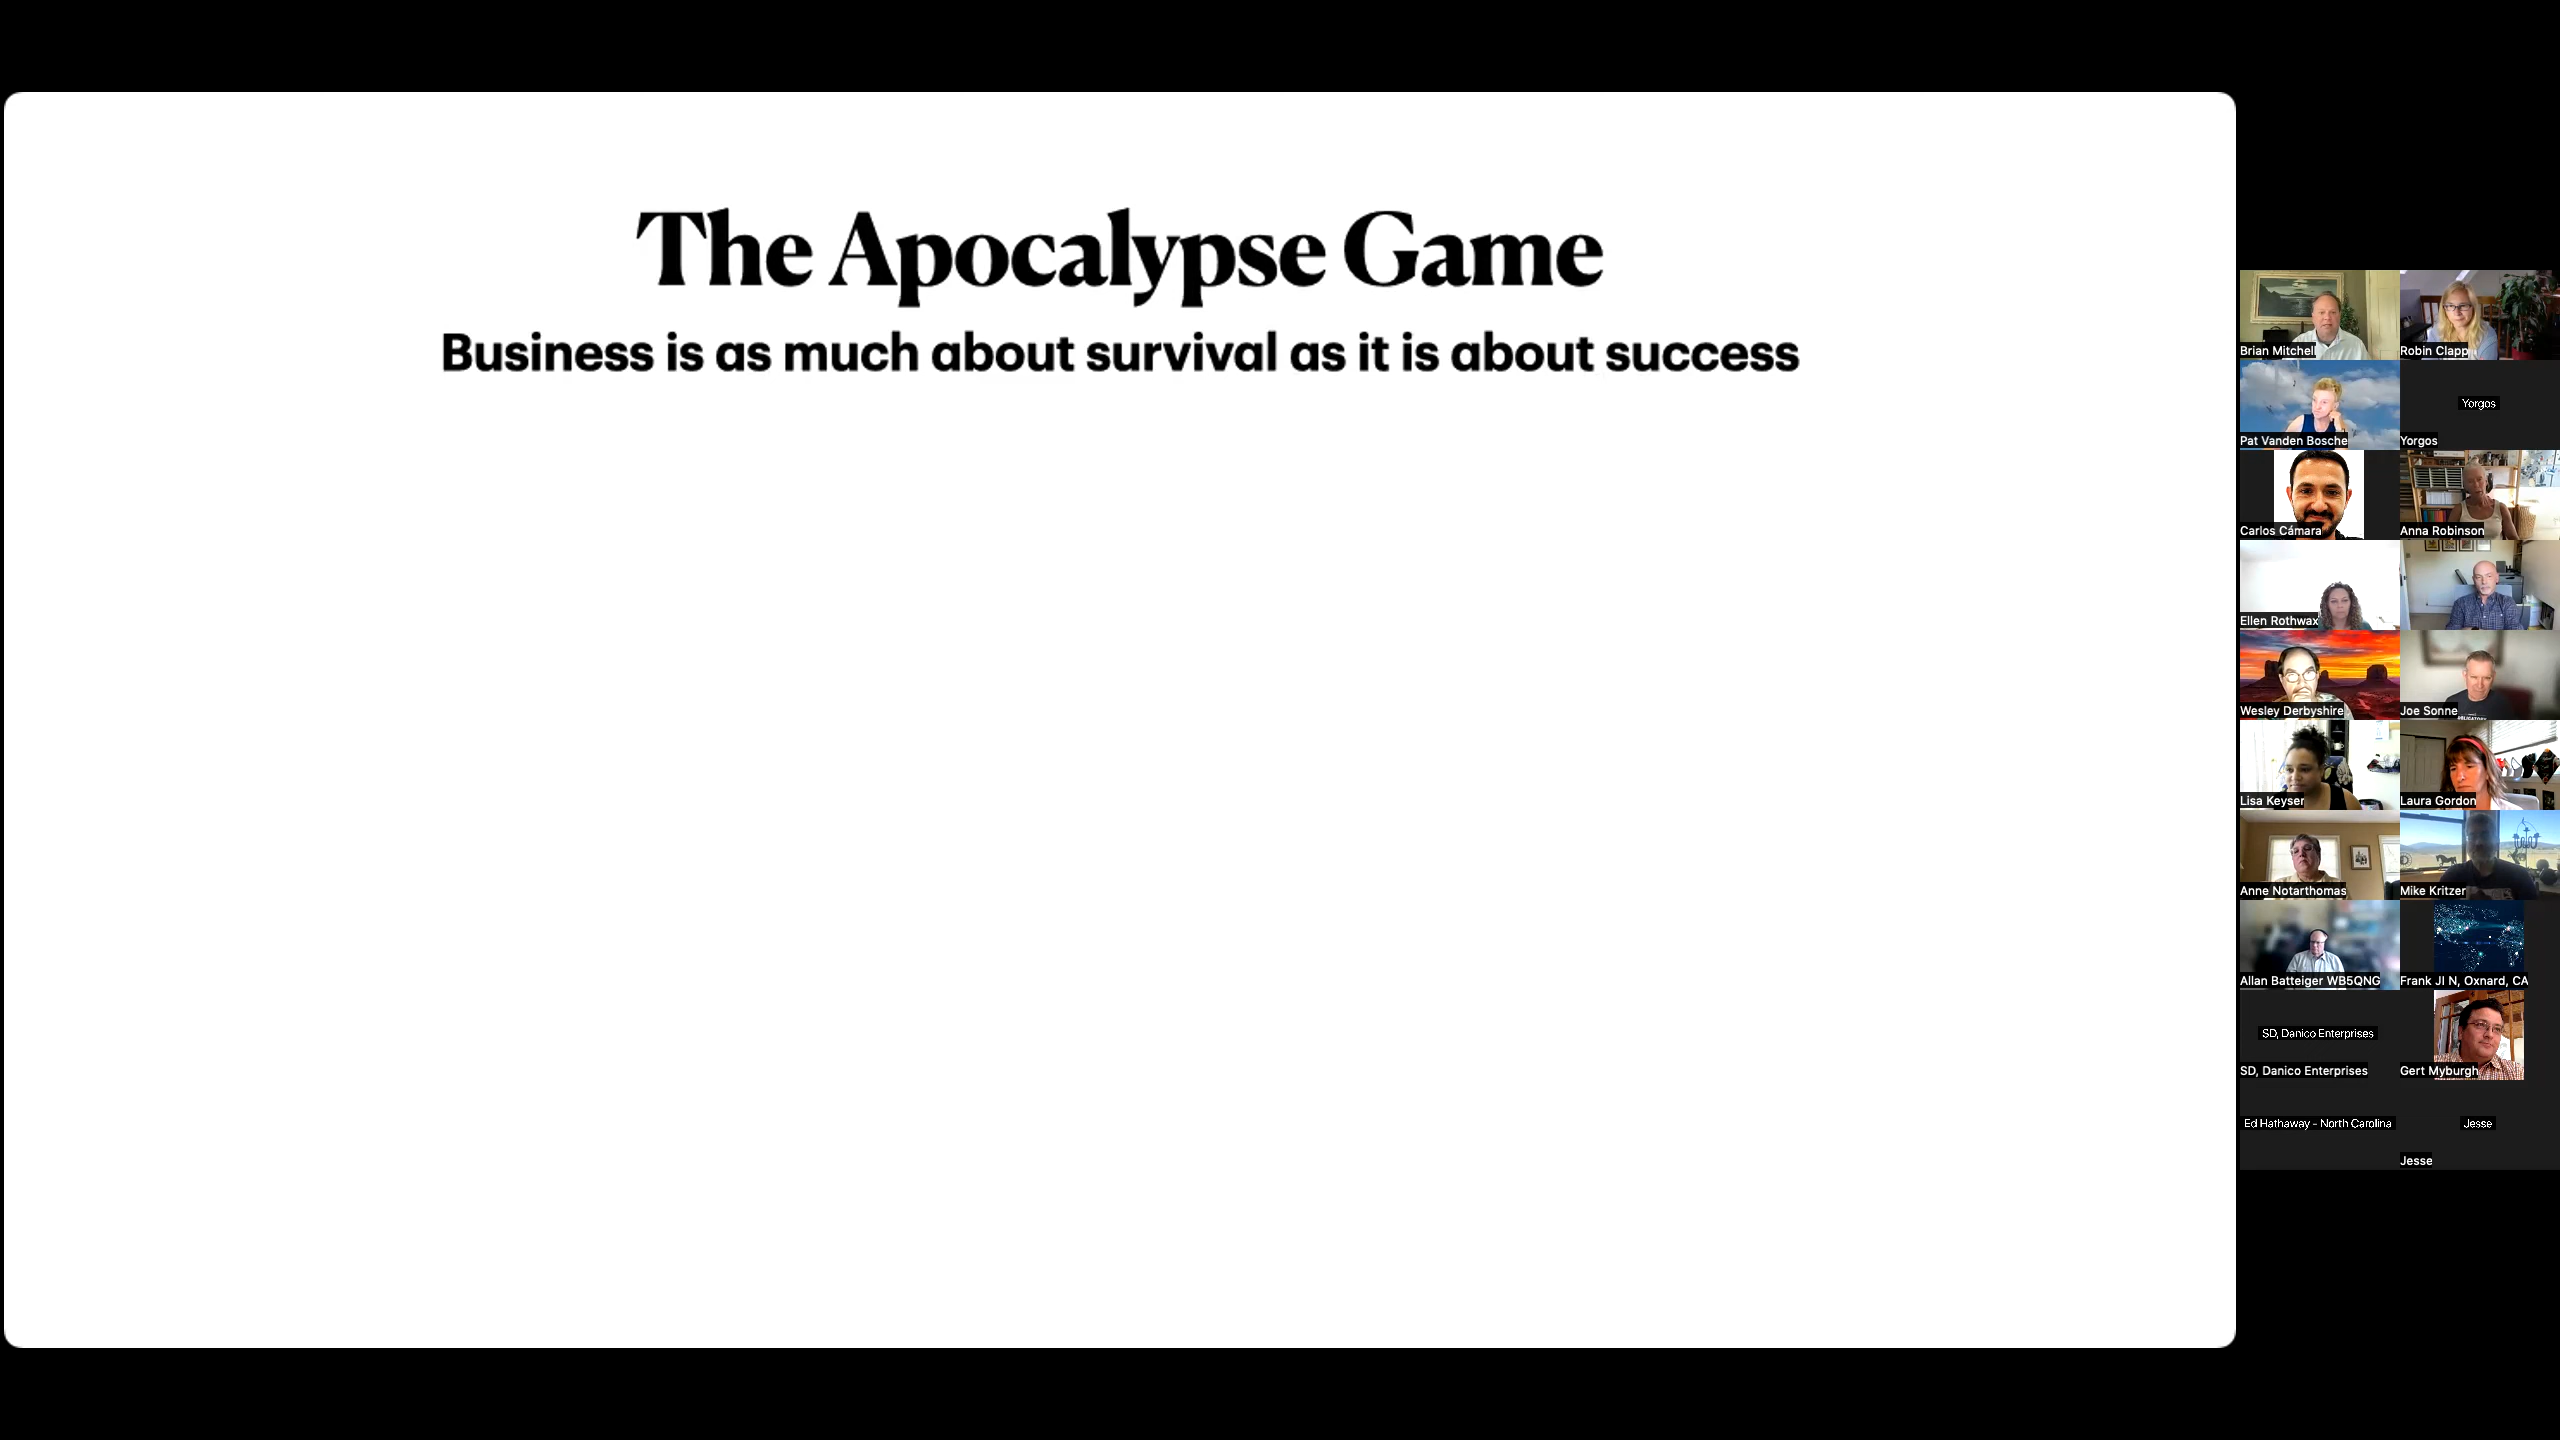 The Apocalypse Game
Business is as much about survival as it is about success
Brian Mitchell
Robin Clapp
Pat Vanden Bosche
Yorgos
Yorgos
Carlos Cámara
Anna Robinson
Ellen Rothwax
Wesley Derbyshire
Joe Sonne
Lisa Keyser
Laura Gordon
Anne Notarthomas
Mike Kritzer
Allan Batteiger WB5QNG
Frank JI N, Oxnard, CA
SD, Danico Enterprises
SD, Danico Enterprises
Gert Myburgh
Ed Hathaway - North Carolina
Jesse
Jesse